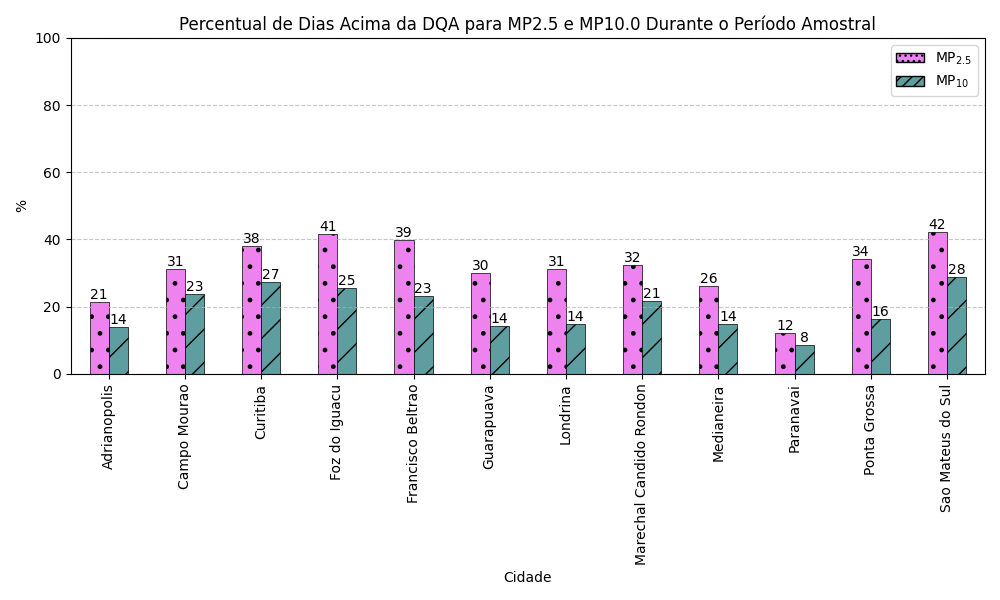 Percentual de Dias Acima da DQA para MP2.5 e MP10.0 Durante o Período Amostral
100
80
60
40
20
0
%
MP2.5
MP10
21
14
31
23
38
27
41
25
39
23
30
14
31
14
32
21
26
14
12
8
34
16
42
28
Adrianopolis
Campo Mourao
Curitiba
Foz do Iguacu
Francisco Beltrao
Guarapuava
Londrina
Marechal Candido Rondon
Medianeira
Paranavai
Ponta Grossa
Sao Mateus do Sul
Cidade